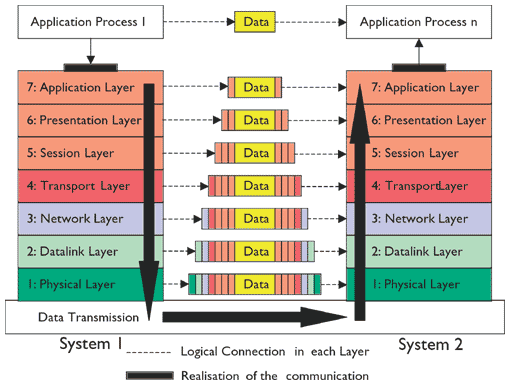 Application Process 1
Data
Application Process n
7: Application Layer
Data
7: Application Layer
6: Presentation Layer
Data
6: Presentation Layer
5: Session Layer
Data
5: Session Layer
4: Transport Layer
Data
4: TransportLayer
3: Network Layer
Data
3: Network Layer
2: Datalink Layer
Data
2: Datalink Layer
1: Physical Layer
Data
1: Physical Layer
Data Transmission
System 1
System 2
Logical Connection in each Layer
Realisation of the communication